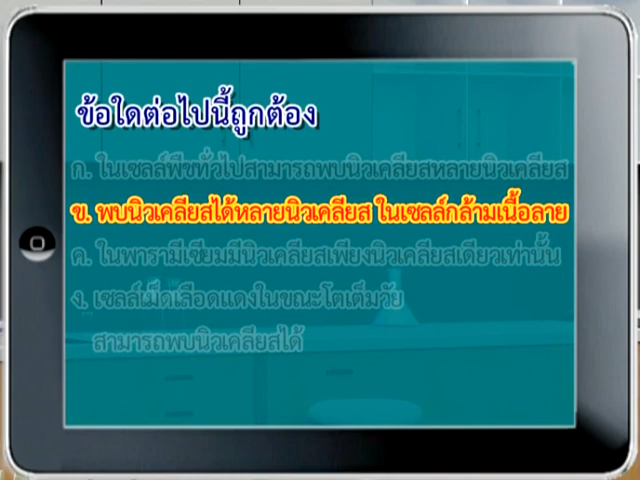 ข้อใดต่อไปนี้ถูกต้อง
ก. ในเซลล์พืชทั่วไปสามารถพบนิวเคลียสหลายนิวเคลียส
ข. พบนิวเคลียสได้หลายนิวเคลียส ในเซลล์กล้ามเนื้อลาย
ค. ในพารามีเซียมมีนิวเคลียสเพียงนิวเคลียสเดียวเท่านั้น
ง. เซลล์เม็ดเลือดแดงในขณะโตเต็มวัย
สามารถพบนิวเคลียสได้